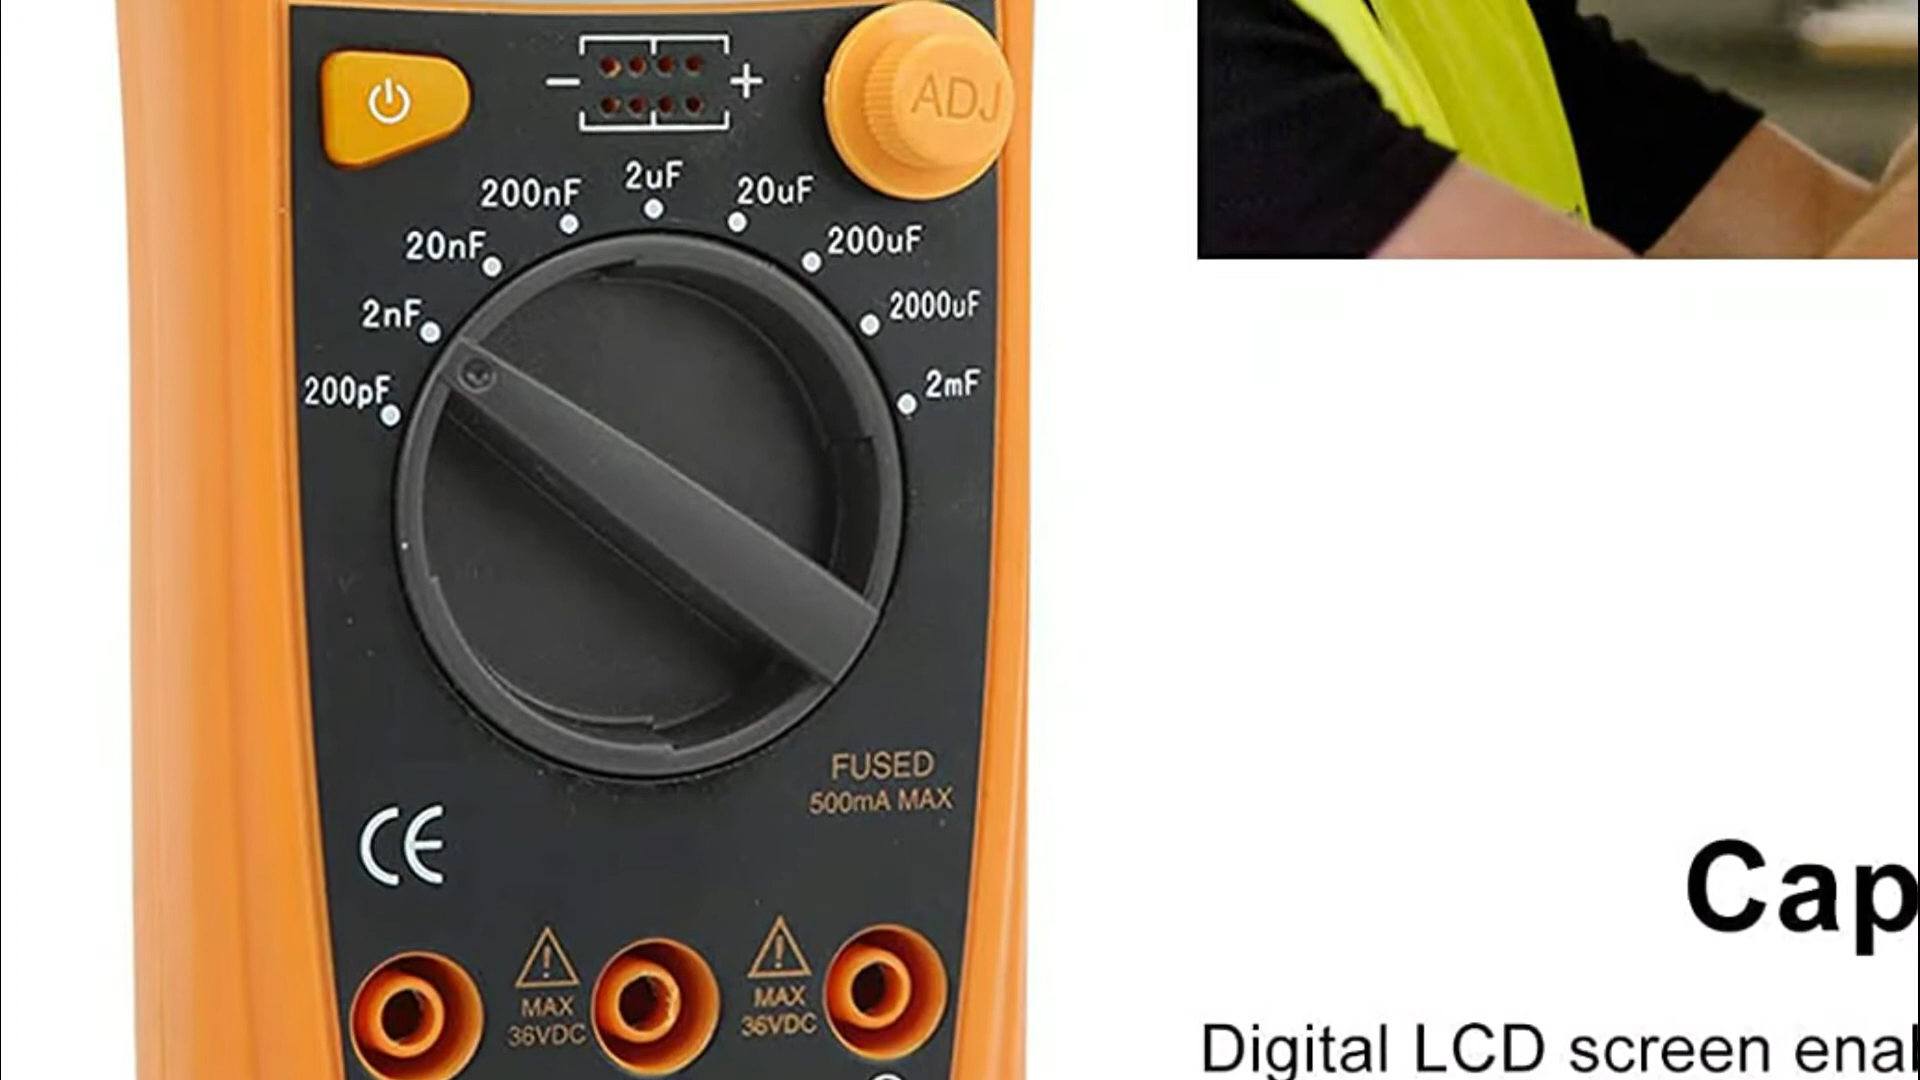 − +
ADJ
2uF
200nF
20uF
20nF
200uF
2nF
2000uF
200pF
2mF
FUSED
500mA MAX
CE
MAX
36VDC
MAX
36VDC
Cap
Digital LCD screen enal